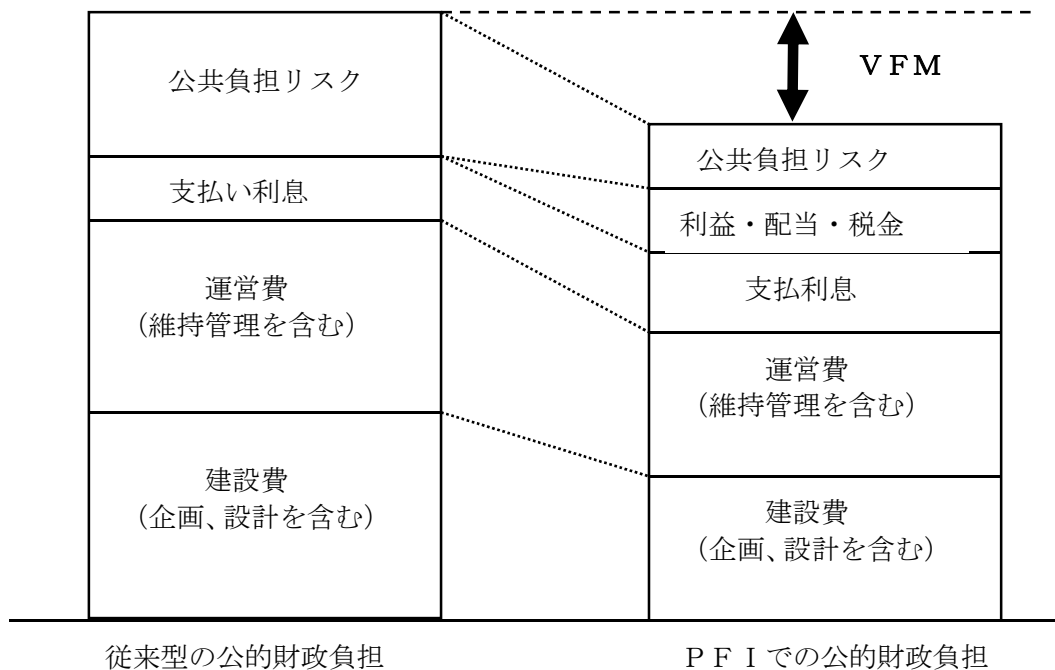 公共負担リスク
支払い利息
運営費
(維持管理を含む)
建設費
(企画、設計を含む)
従来型の公的財政負担
VFM
公共負担リスク
利益・配当・税金
支払利息
運営費
(維持管理を含む)
建設費
(企画、設計を含む)
PFIでの公的財政負担